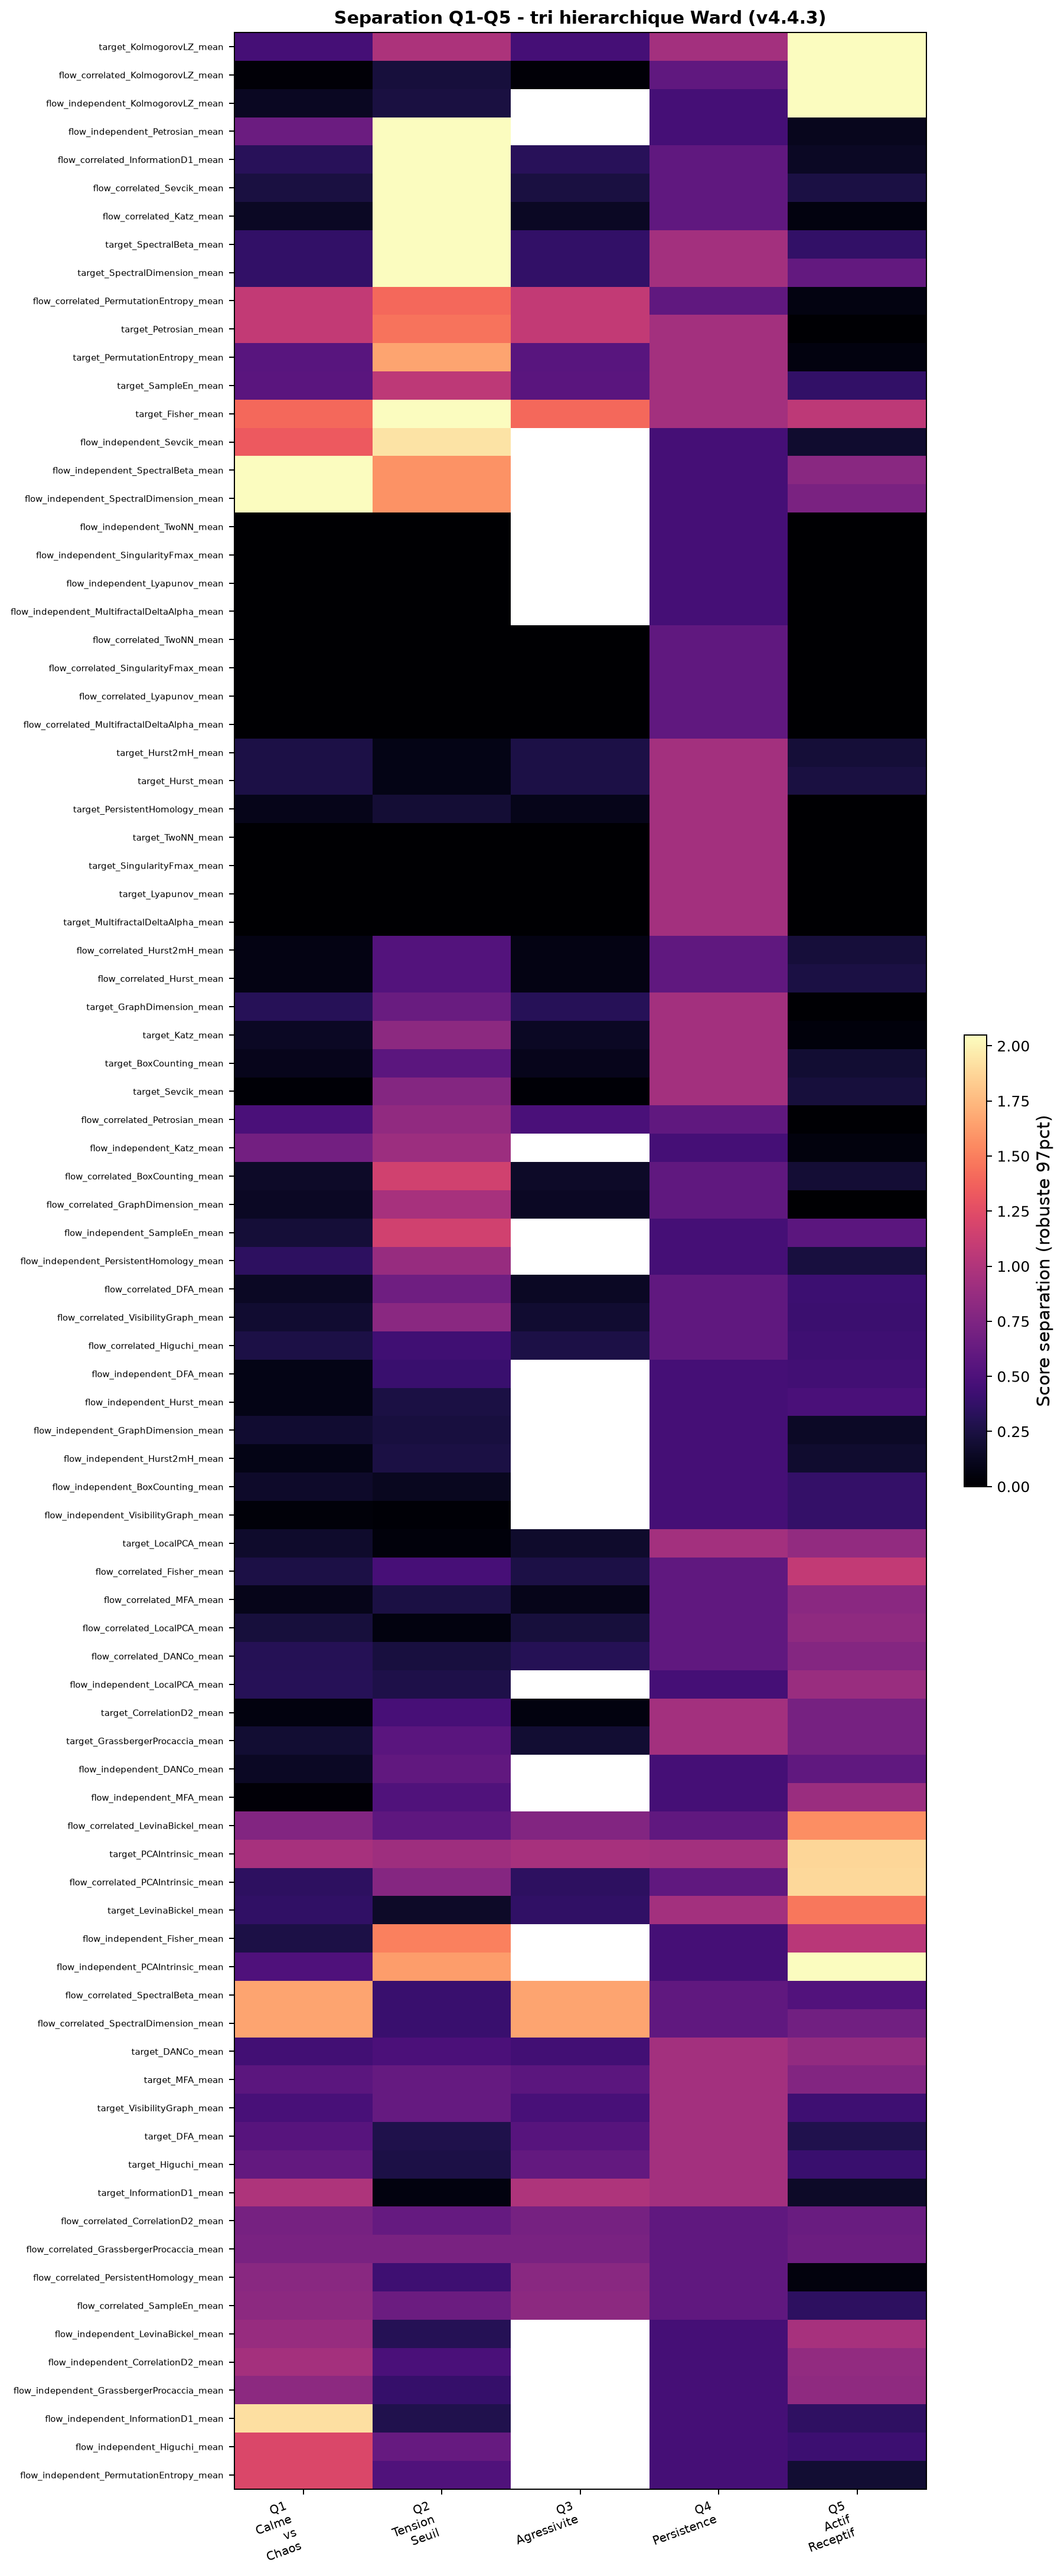 Separation Q1-Q5 - tri hierarchique Ward (v4.4.3)
target_KolmogorovLZ_mean
flow_correlated_KolmogorovLZ_mean
flow_independent_KolmogorovLZ_mean
flow_independent_Petrosian_mean
flow_correlated_InformationD1_mean
flow_correlated_Sevcik_mean
flow_correlated_Katz_mean
target_SpectralBeta_mean
target_SpectralDimension_mean
flow_correlated_PermutationEntropy_mean
target_Petrosian_mean
target_PermutationEntropy_mean
target_SampleEn_mean
target_Fisher_mean
flow_independent_Sevcik_mean
flow_independent_SpectralBeta_mean
flow_independent_SpectralDimension_mean
flow_independent_TwoNN_mean
flow_independent_SingularityFmax_mean
flow_independent_Lyapunov_mean
flow_independent_MultifractalDeltaAlpha_mean
flow_correlated_TwoNN_mean
flow_correlated_SingularityFmax_mean
flow_correlated_Lyapunov_mean
flow_correlated_MultifractalDeltaAlpha_mean
target_Hurst2mH_mean
target_Hurst_mean
target_PersistentHomology_mean
target_TwoNN_mean
target_SingularityFmax_mean
target_Lyapunov_mean
target_MultifractalDeltaAlpha_mean
flow_correlated_Hurst2mH_mean
flow_correlated_Hurst_mean
target_GraphDimension_mean
target_Katz_mean
target_BoxCounting_mean
target_Sevcik_mean
flow_correlated_Petrosian_mean
flow_independent_Katz_mean
flow_correlated_BoxCounting_mean
flow_correlated_GraphDimension_mean
flow_independent_SampleEn_mean
flow_independent_PersistentHomology_mean
flow_correlated_DFA_mean
flow_correlated_VisibilityGraph_mean
flow_correlated_Higuchi_mean
flow_independent_DFA_mean
flow_independent_Hurst_mean
flow_independent_GraphDimension_mean
flow_independent_Hurst2mH_mean
flow_independent_BoxCounting_mean
flow_independent_VisibilityGraph_mean
target_LocalPCA_mean
flow_correlated_Fisher_mean
flow_correlated_MFA_mean
flow_correlated_LocalPCA_mean
flow_correlated_DANCo_mean
flow_independent_LocalPCA_mean
target_CorrelationD2_mean
target_GrassbergerProcaccia_mean
flow_independent_DANCo_mean
flow_independent_MFA_mean
flow_correlated_LevinaBickel_mean
target_PCAIntrinsic_mean
flow_correlated_PCAIntrinsic_mean
target_LevinaBickel_mean
flow_independent_Fisher_mean
flow_independent_PCAIntrinsic_mean
flow_correlated_SpectralBeta_mean
flow_correlated_SpectralDimension_mean
target_DANCo_mean
target_MFA_mean
target_VisibilityGraph_mean
target_DFA_mean
target_Higuchi_mean
target_InformationD1_mean
flow_correlated_CorrelationD2_mean
flow_correlated_GrassbergerProcaccia_mean
flow_correlated_PersistentHomology_mean
flow_correlated_SampleEn_mean
flow_independent_LevinaBickel_mean
flow_independent_CorrelationD2_mean
flow_independent_GrassbergerProcaccia_mean
flow_independent_InformationD1_mean
flow_independent_Higuchi_mean
flow_independent_PermutationEntropy_mean
Q1
Calme
vs
Chaos
Q2
Tension
Seuil
Q3
Agressivite
Q4
Persistence
Q5
Actif
Receptif
2.00
1.75
1.50
1.25
1.00
0.75
0.50
0.25
0.00
Score separation (robuste 97pct)